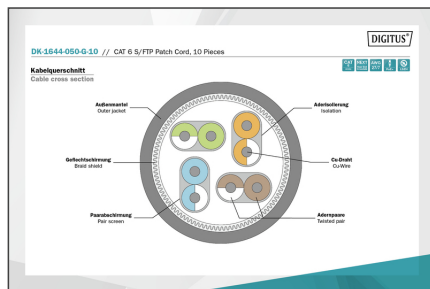 DIGITUS®
DK-1644-050-G-10 // CAT 6 S/FTP Patch Cord, 10 Pieces
Kabelquerschnitt
Cable cross section
Außenmantel
Outer jacket
Aderisolierung
Isolation
Geflechtschirmung
Braid shield
Cu-Draht
Cu-Wire
Paarabschirmung
Pair screen
Adernpaare
Twisted pair